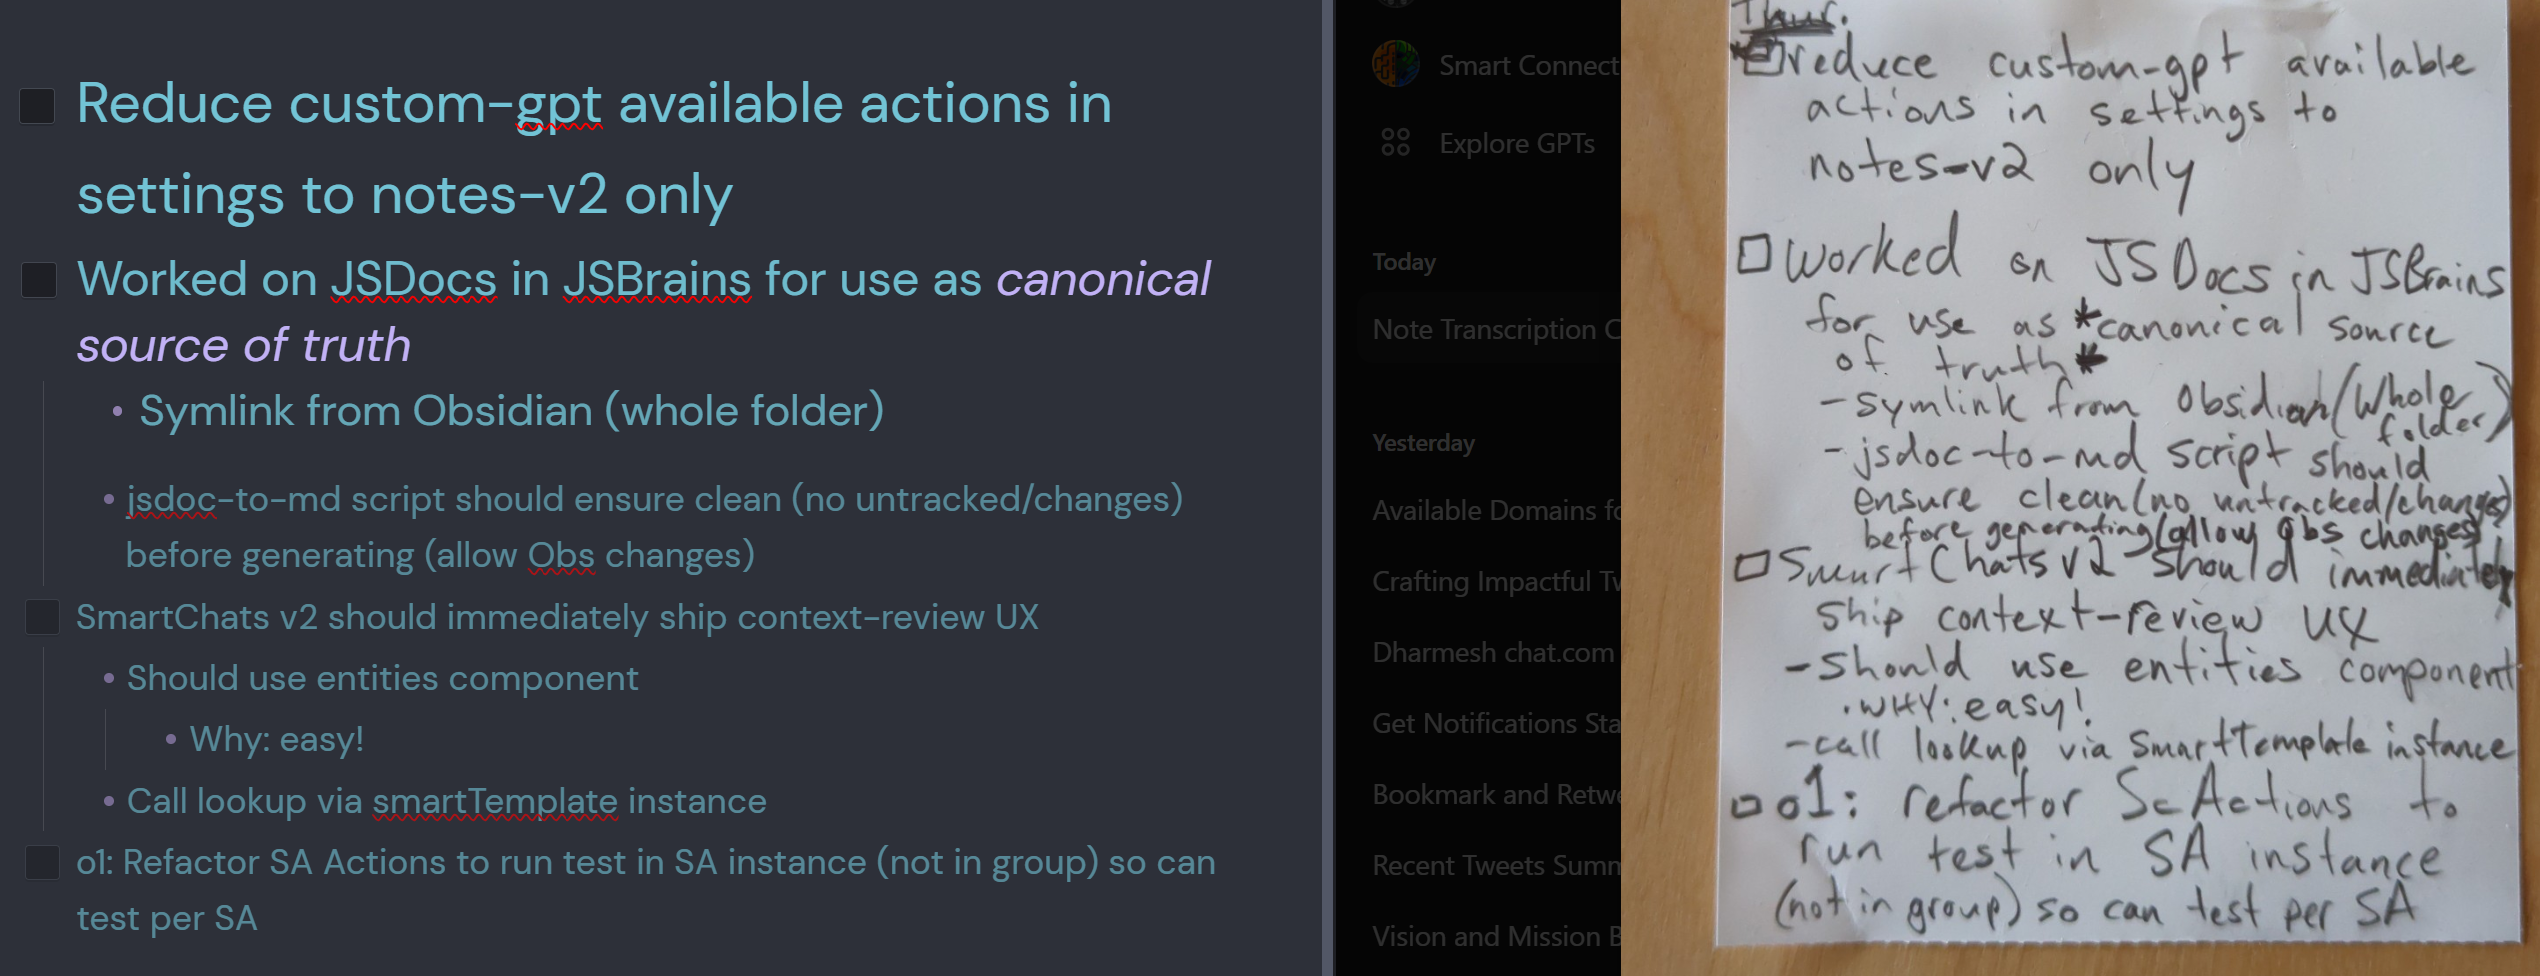 Reduce custom-gpt available actions in
settings to notes-v2 only
Worked on JSDocs in JSBrains for use as canonical
source of truth
Symlink from Obsidian (whole folder)
jsdoc-to-md script should ensure clean (no untracked/changes)
before generating (allow Obs changes)
SmartChats v2 should immediately ship context-review UX
Should use entities component
Why: easy!
Call lookup via smartTemplate instance
o1: Refactor SA Actions to run test in SA instance (not in group) so can
test per SA
Smart Connect
Explore GPTs
Today
Note Transcription C
Yesterday
Available Domains fo
Crafting Impactful Tw
Dharmesh chat.com
Get Notifications Sta
Bookmark and Retwe
Recent Tweets Summ
Vision and Mission B
Thur.
reduce custom-gpt available
actions in settings to
notes-v2 only
Worked on JSDocs in JSBrains
for use as *canonical source
of truth*
-symlink from Obsidian (Whole
folder)
-jsdoc-to-md script should
ensure clean (no untracked/changes)
before generating (allow Obs changes)
SmartChats v2 should immediately
ship context-review UX
-should use entities component
.WHY: easy!
-call lookup via SmartTemplate instance
o1: refactor ScActions to
run test in SA instance
(not in group) so can test per SA